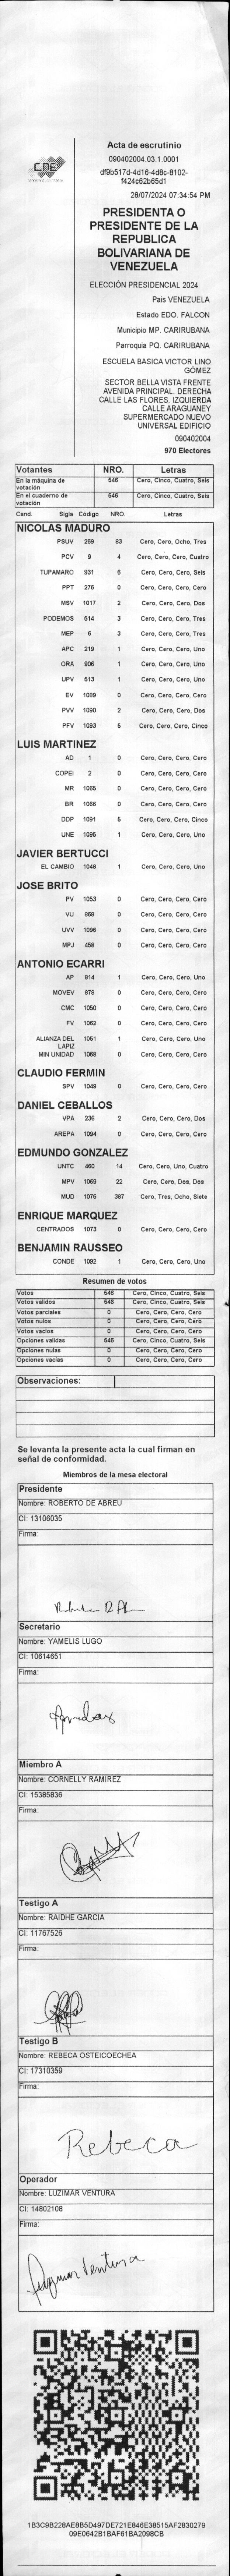 CNE
Acta de escrutinio
090402004.03.1.0001
df9b517d-4d16-4d8c-8102-
f424c62b65d1
28/07/2024 07:34:54 PM
PRESIDENTA O
PRESIDENTE DE LA
REPUBLICA
BOLIVARIANA DE
VENEZUELA
ELECCIÓN PRESIDENCIAL 2024
Pais VENEZUELA
Estado EDO. FALCON
Municipio MP. CARIRUBANA
Parroquia PQ. CARIRUBANA
ESCUELA BASICA VICTOR LINO
GÓMEZ
SECTOR BELLA VISTA FRENTE
AVENIDA PRINCIPAL. DERECHA
CALLE LAS FLORES. IZQUIERDA
CALLE ARAGUANEY
SUPERMERCADO NUEVO
UNIVERSAL EDIFICIO
090402004
970 Electores
Votantes NRO. Letras
En la máquina de votación 546 Cero, Cinco, Cuatro, Seis
En el cuaderno de votación 546 Cero, Cinco, Cuatro, Seis
Cand. Sigla Código NRO. Letras
NICOLAS MADURO
PSUV 269 83 Cero, Cero, Ocho, Tres
PCV 9 4 Cero, Cero, Cero, Cuatro
TUPAMARO 931 6 Cero, Cero, Cero, Seis
PPT 276 0 Cero, Cero, Cero, Cero
MSV 1017 2 Cero, Cero, Cero, Dos
PODEMOS 514 3 Cero, Cero, Cero, Tres
MEP 6 3 Cero, Cero, Cero, Tres
APC 219 1 Cero, Cero, Cero, Uno
ORA 906 1 Cero, Cero, Cero, Uno
UPV 513 1 Cero, Cero, Cero, Uno
EV 1089 0 Cero, Cero, Cero, Cero
PVV 1090 2 Cero, Cero, Cero, Dos
PFV 1093 5 Cero, Cero, Cero, Cinco
LUIS MARTINEZ
AD 1 0 Cero, Cero, Cero, Cero
COPEI 2 0 Cero, Cero, Cero, Cero
MR 1065 0 Cero, Cero, Cero, Cero
BR 1066 0 Cero, Cero, Cero, Cero
DDP 1091 5 Cero, Cero, Cero, Cinco
UNE 1095 1 Cero, Cero, Cero, Uno
JAVIER BERTUCCI
EL CAMBIO 1048 1 Cero, Cero, Cero, Uno
JOSE BRITO
PV 1053 0 Cero, Cero, Cero, Cero
VU 869 0 Cero, Cero, Cero, Cero
UVV 1096 0 Cero, Cero, Cero, Cero
MPJ 458 0 Cero, Cero, Cero, Cero
ANTONIO ECARRI
AP 814 1 Cero, Cero, Cero, Uno
MOVEV 878 0 Cero, Cero, Cero, Cero
CMC 1050 0 Cero, Cero, Cero, Cero
FV 1062 0 Cero, Cero, Cero, Cero
ALIANZA DEL LAPIZ 1051 1 Cero, Cero, Cero, Uno
MIN UNIDAD 1068 0 Cero, Cero, Cero, Cero
CLAUDIO FERMIN
SPV 1049 0 Cero, Cero, Cero, Cero
DANIEL CEBALLOS
VPA 236 2 Cero, Cero, Cero, Dos
AREPA 1094 0 Cero, Cero, Cero, Cero
EDMUNDO GONZALEZ
UNTC 460 14 Cero, Cero, Uno, Cuatro
MPV 1069 22 Cero, Cero, Dos, Dos
MUD 1075 387 Cero, Tres, Ocho, Siete
ENRIQUE MARQUEZ
CENTRADOS 1073 0 Cero, Cero, Cero, Cero
BENJAMIN RAUSSEO
CONDE 1092 1 Cero, Cero, Cero, Uno
Resumen de votos
Votos 546 Cero, Cinco, Cuatro, Seis
Votos validos 546 Cero, Cinco, Cuatro, Seis
Votos parciales 0 Cero, Cero, Cero, Cero
Votos nulos 0 Cero, Cero, Cero, Cero
Votos vacios 0 Cero, Cero, Cero, Cero
Opciones validas 546 Cero, Cinco, Cuatro, Seis
Opciones nulas 0 Cero, Cero, Cero, Cero
Opciones vacias 0 Cero, Cero, Cero, Cero
Observaciones:
Se levanta la presente acta la cual firman en
señal de conformidad.
Miembros de la mesa electoral
Presidente
Nombre: ROBERTO DE ABREU
CI: 13106035
Firma:
Secretario
Nombre: YAMELIS LUGO
CI: 10614651
Firma:
Miembro A
Nombre: CORNELLY RAMIREZ
CI: 15385836
Firma:
Testigo A
Nombre: RAIDHE GARCIA
CI: 11767526
Firma:
Testigo B
Nombre: REBECA OSTEICOECHEA
CI: 17310359
Firma:
Rebeca
Operador
Nombre: LUZIMAR VENTURA
CI: 14802108
Firma:
Luzimar Ventura
1B3C9B228AE8B5D497DE721E846E38515AF2830279
09E0642B1BAF61BA2098CB